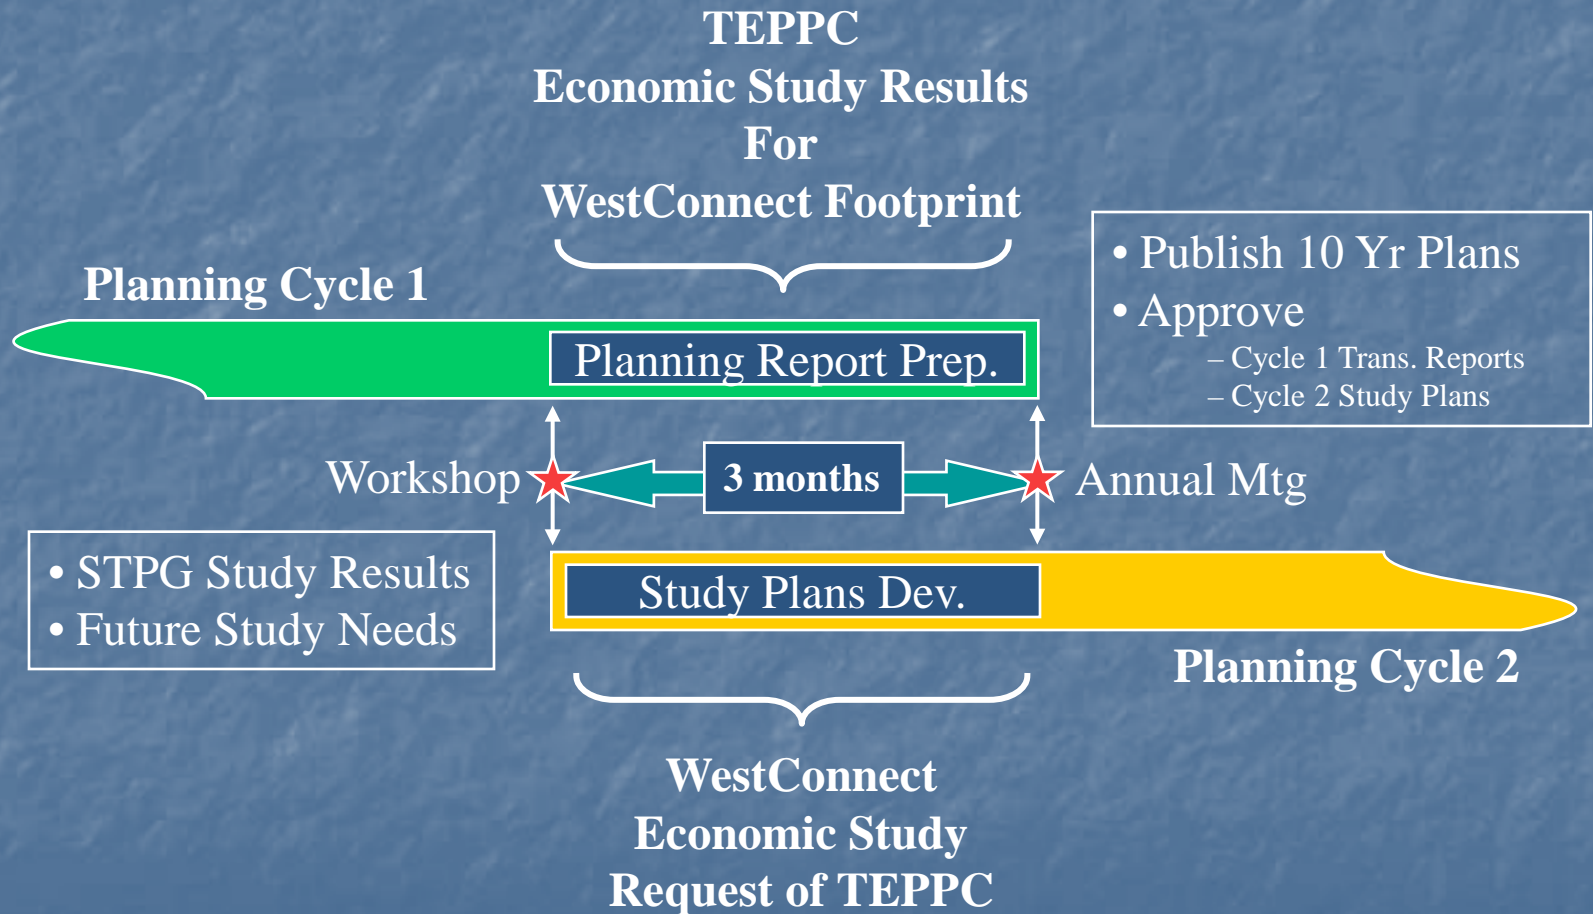 TEPPC
Economic Study Results
For
WestConnect Footprint
Planning Cycle 1
• Publish 10 Yr Plans
• Approve
– Cycle 1 Trans. Reports
– Cycle 2 Study Plans
Planning Report Prep.
Workshop
3 months
Annual Mtg
• STPG Study Results
• Future Study Needs
Study Plans Dev.
Planning Cycle 2
WestConnect
Economic Study
Request of TEPPC